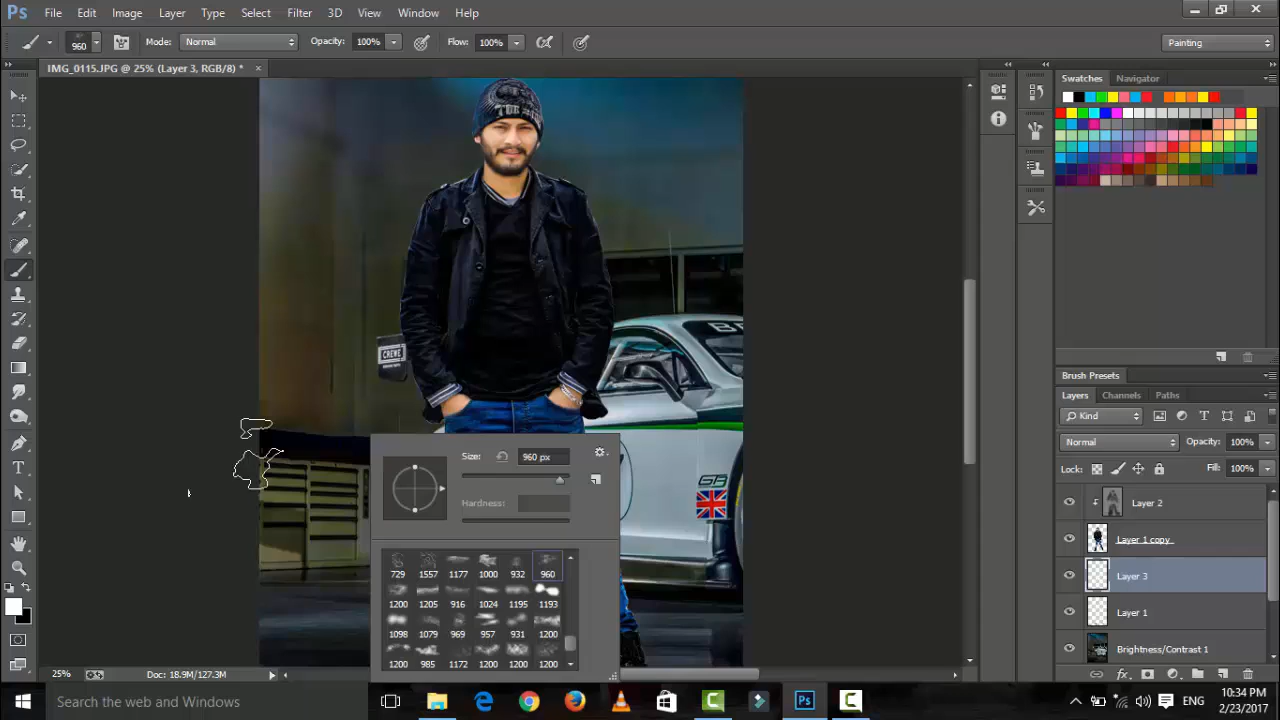 Ps File Edit Image Layer Type Select Filter 3D View Window Help
960 Mode: Normal Opacity: 100% Flow: 100% Painting
IMG_0115.JPG @ 25% (Layer 3, RGB/8) * ×
Swatches Navigator
CREWE
GB
Brush Presets
Layers Channels Paths
Kind
Normal Opacity: 100%
Lock: Fill: 100%
Layer 2
Layer 1 copy
Layer 3
Layer 1
Brightness/Contrast 1
Size: 960 px
Hardness:
729 1557 1177 1000 932 960
1200 1205 916 1024 1195 1193
1098 1079 969 957 931 1200
1200 985 1172 1200 1200 1200
25% Doc: 18.9M/127.3M
Search the web and Windows
ENG
10:34 PM
2/23/2017